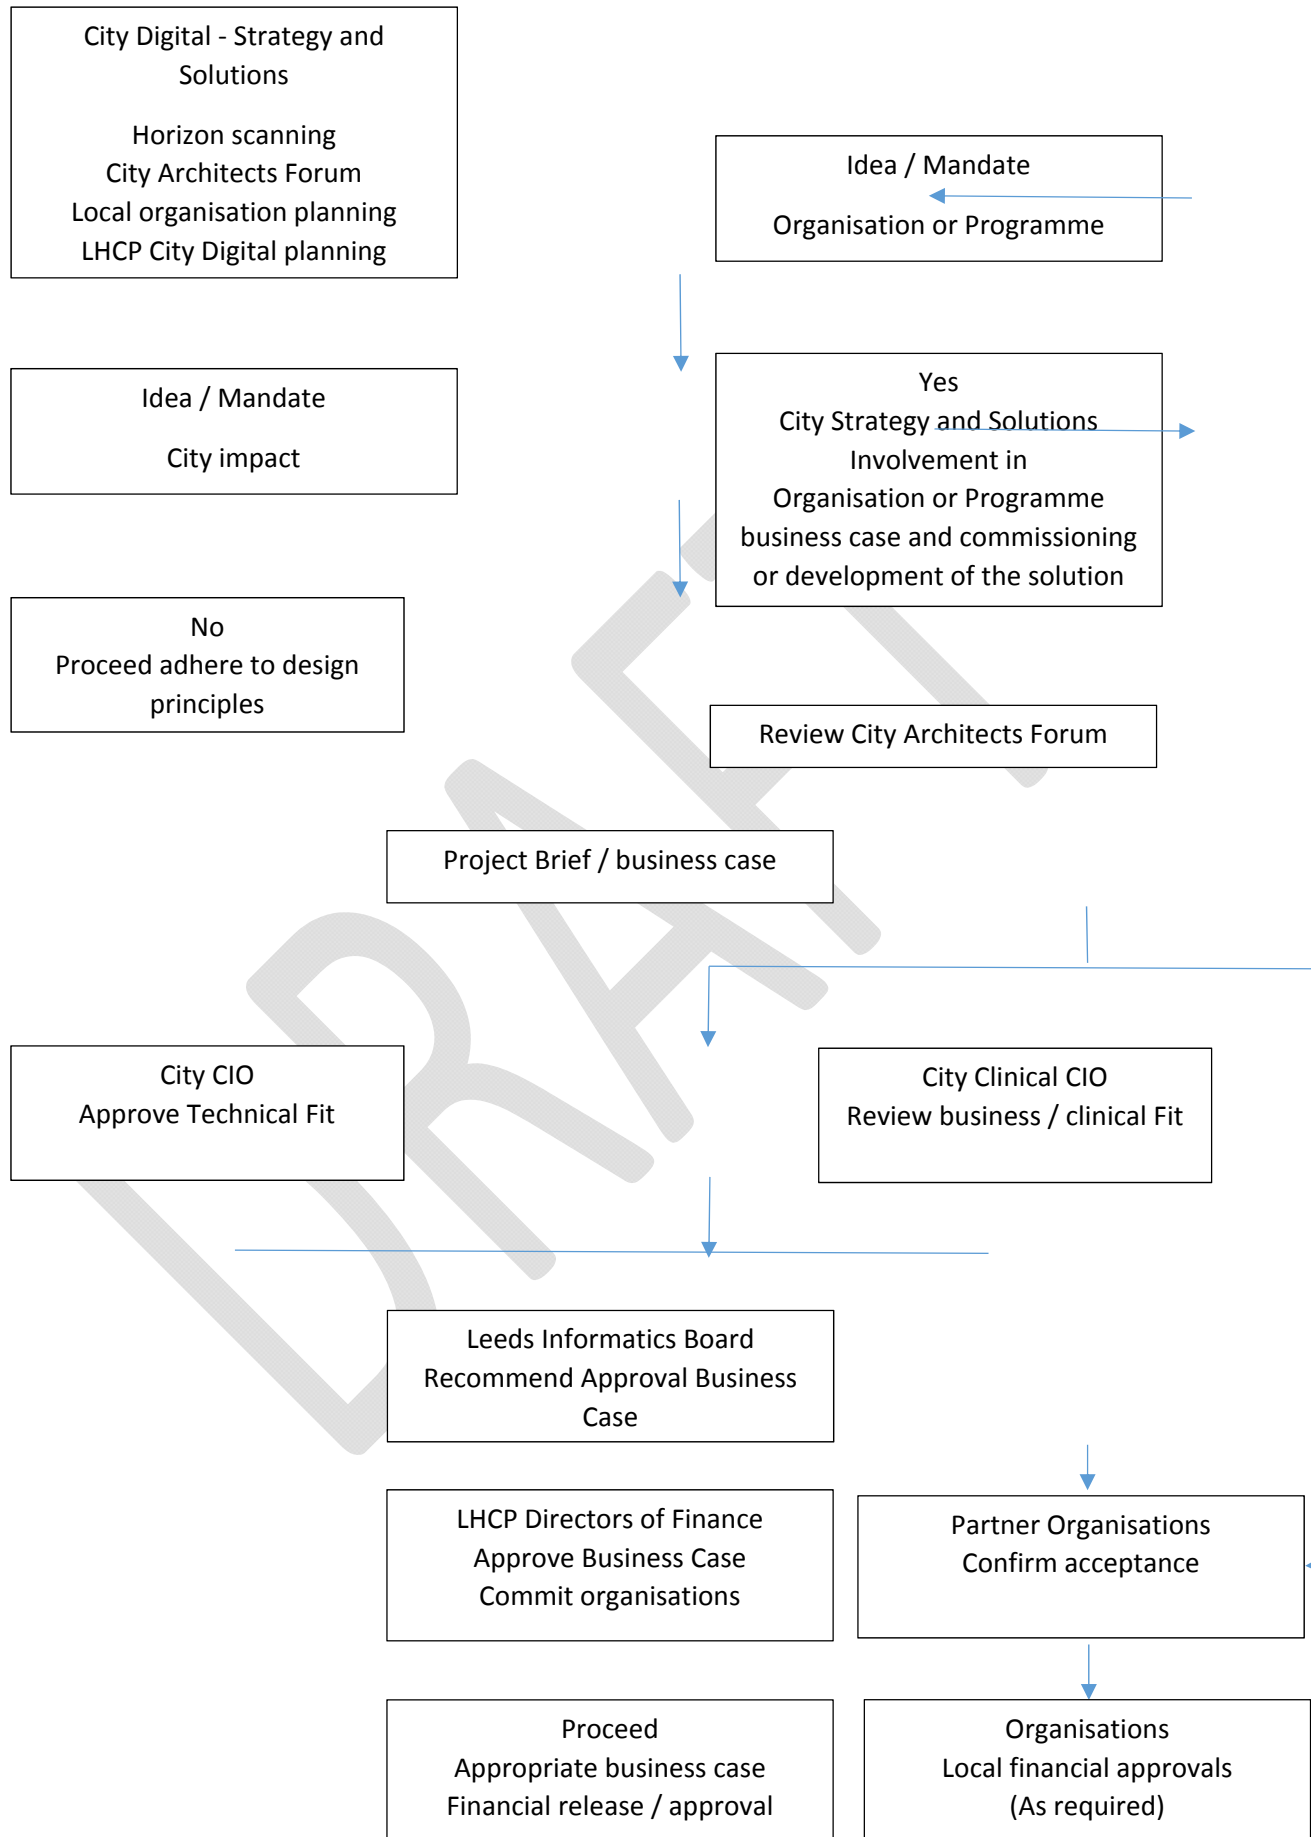 City Digital - Strategy and
Solutions
Horizon scanning
City Architects Forum
Local organisation planning
LHCP City Digital planning
Idea / Mandate
Organisation or Programme
Idea / Mandate
City impact
Yes
City Strategy and Solutions
Involvement in
Organisation or Programme
business case and commissioning
or development of the solution
No
Proceed adhere to design
principles
Review City Architects Forum
Project Brief / business case
City CIO
Approve Technical Fit
City Clinical CIO
Review business / clinical Fit
Leeds Informatics Board
Recommend Approval Business
Case
LHCP Directors of Finance
Approve Business Case
Commit organisations
Partner Organisations
Confirm acceptance
Proceed
Appropriate business case
Financial release / approval
Organisations
Local financial approvals
(As required)
DRAFT